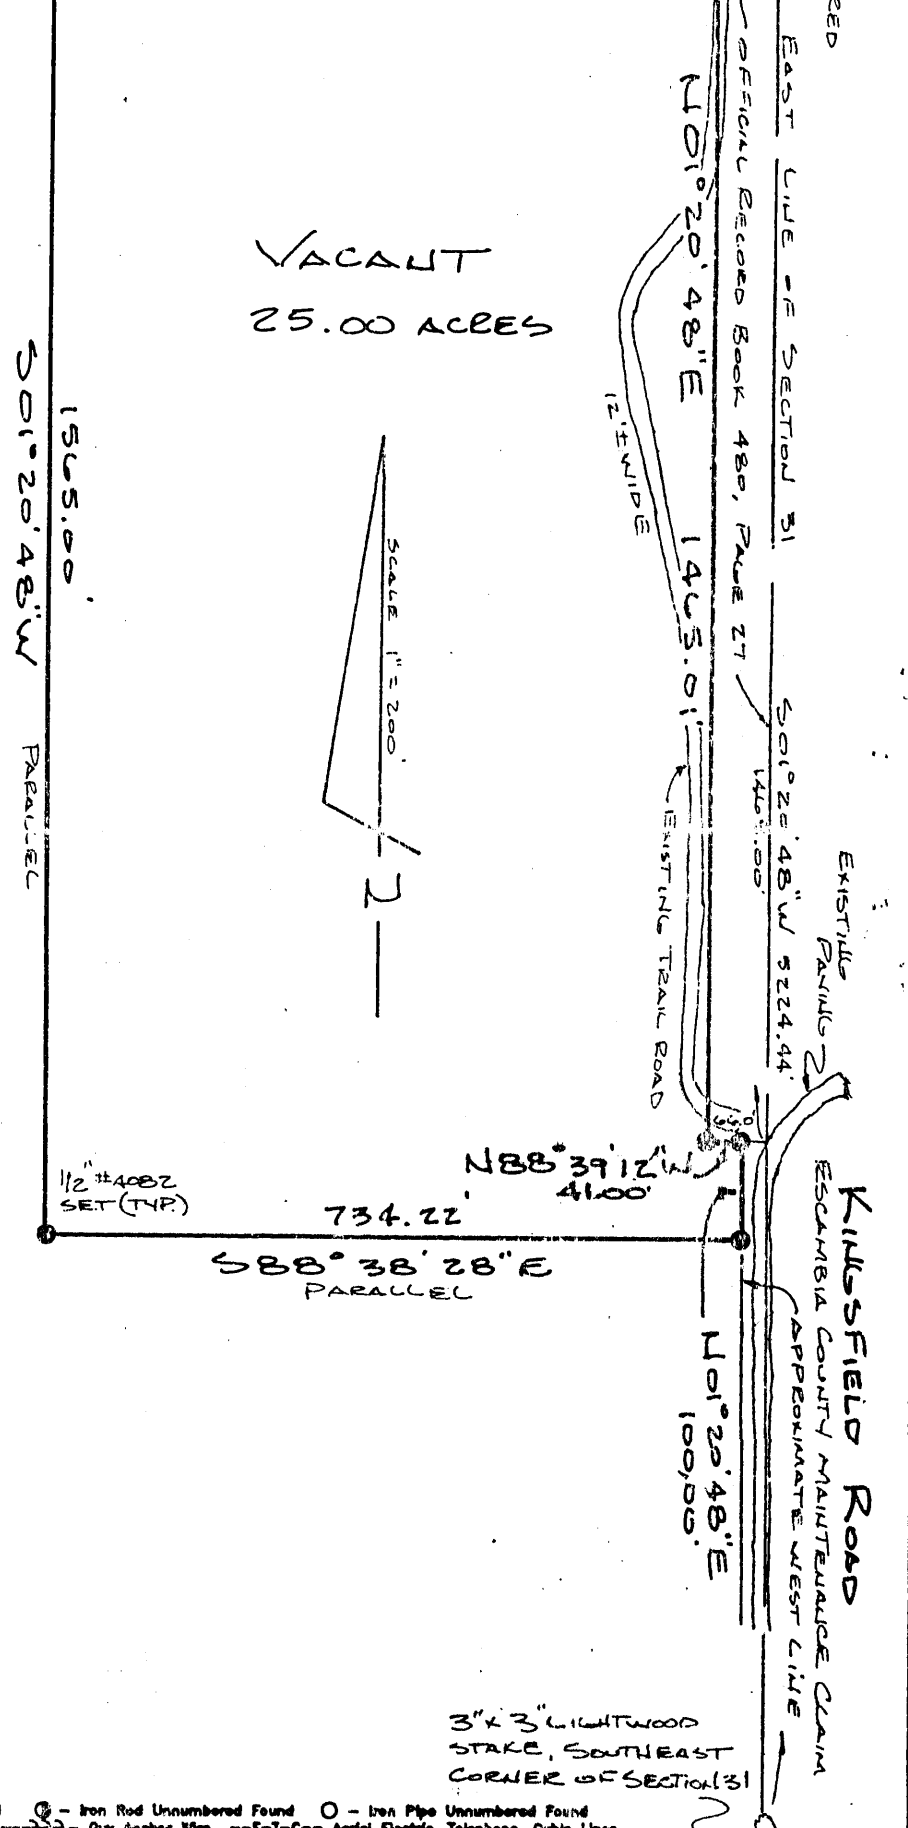 RED
EAST LINE OF SECTION 31
OFFICIAL RECORD BOOK 480, PAGE 27
N01°20'48"E 1465.01'
VACANT
25.00 ACRES
12'± WIDE
1565.00
S01°20'48"W PARALLEL
SCALE 1"=200'
S01°20'48"W 5224.44'
EXISTING TRAIL ROAD
EXISTING
PAVING
66.0'
N88°39'12"W
41.00'
1/2" #4082
SET (TYP.)
734.22'
S88°38'28"E
PARALLEL
KINGSFIELD ROAD
ESCAMBIA COUNTY MAINTENANCE CLAIM
APPROXIMATE WEST LINE
N01°20'48"E
100.00'
3"x3" LIGHTWOOD
STAKE, SOUTHEAST
CORNER OF SECTION 31
– Iron Rod Unnumbered Found – Iron Pipe Unnumbered Found